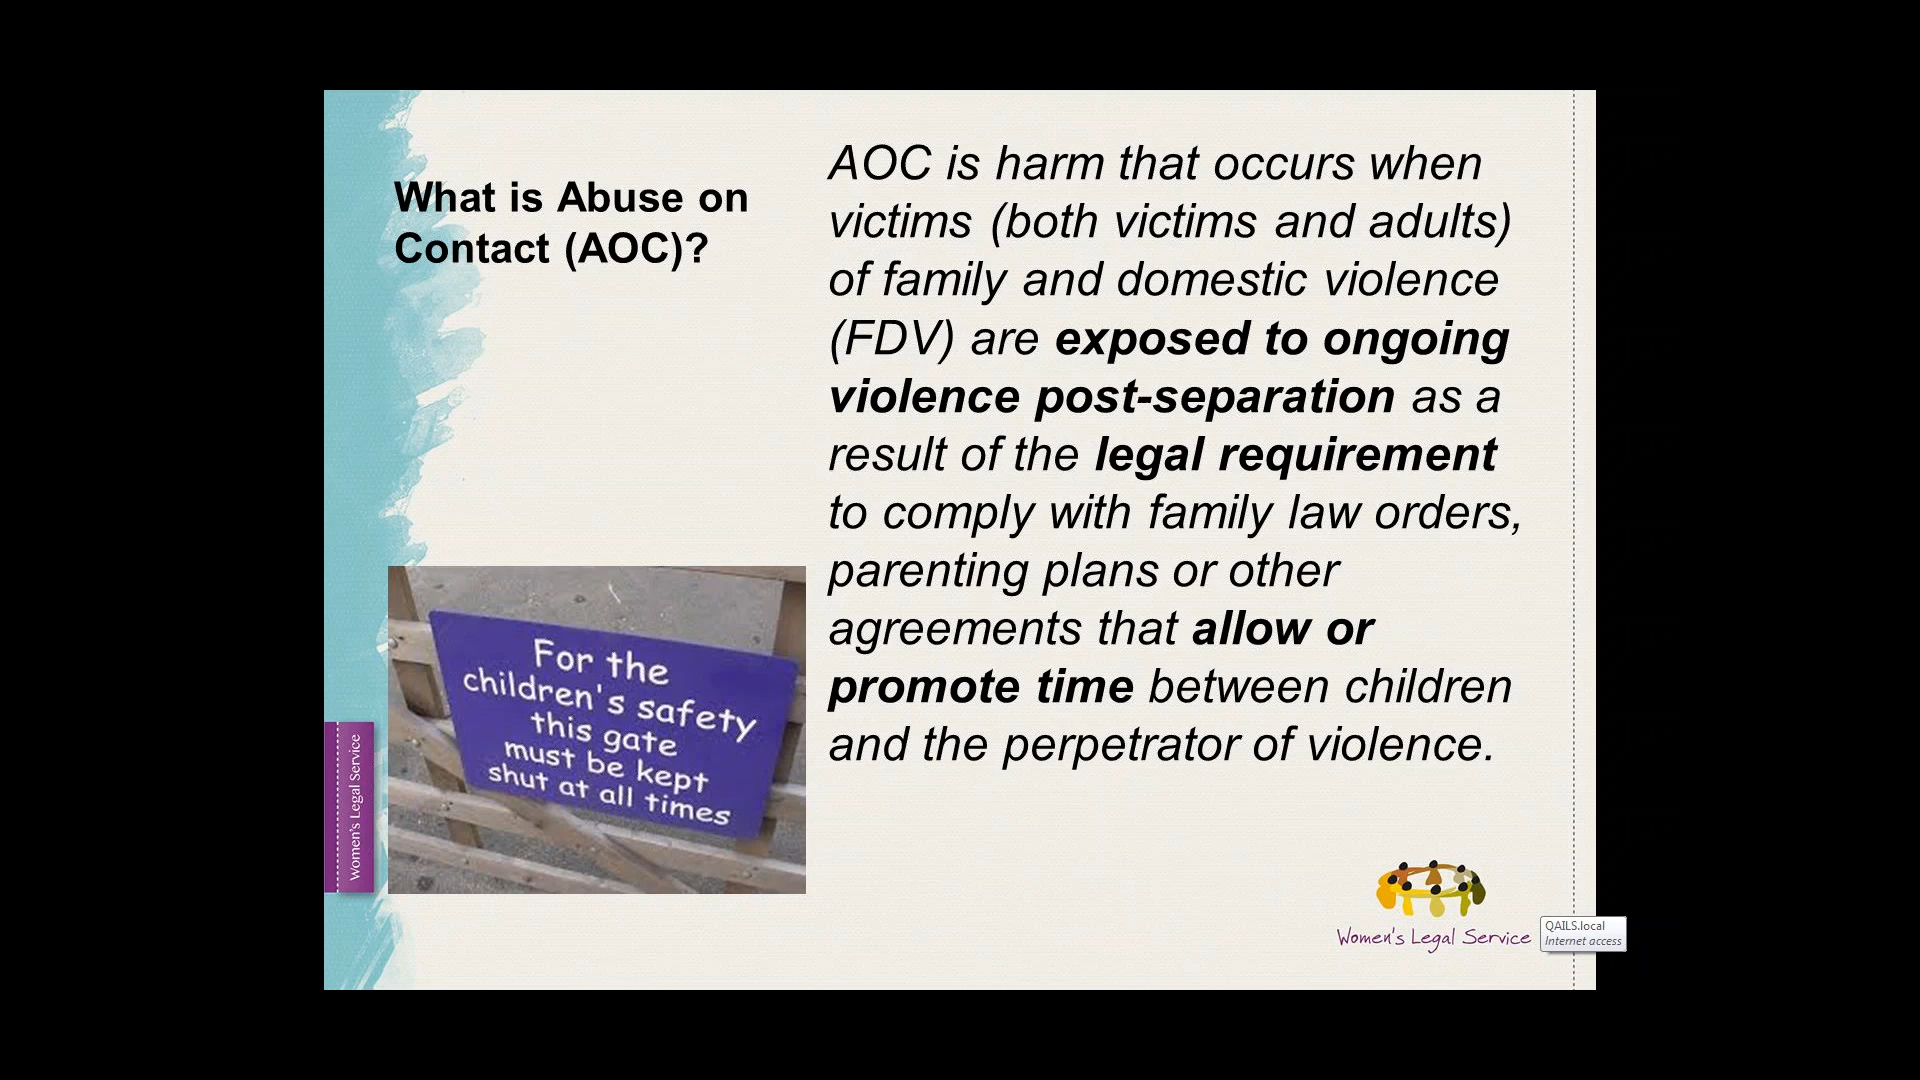 What is Abuse on
Contact (AOC)?
AOC is harm that occurs when
victims (both victims and adults)
of family and domestic violence
(FDV) are exposed to ongoing
violence post-separation as a
result of the legal requirement
to comply with family law orders,
parenting plans or other
agreements that allow or
promote time between children
and the perpetrator of violence.
For the
children's safety
this gate
must be kept
shut at all times
Women's Legal Service
Women's Legal Service
QAILS.local
Internet access